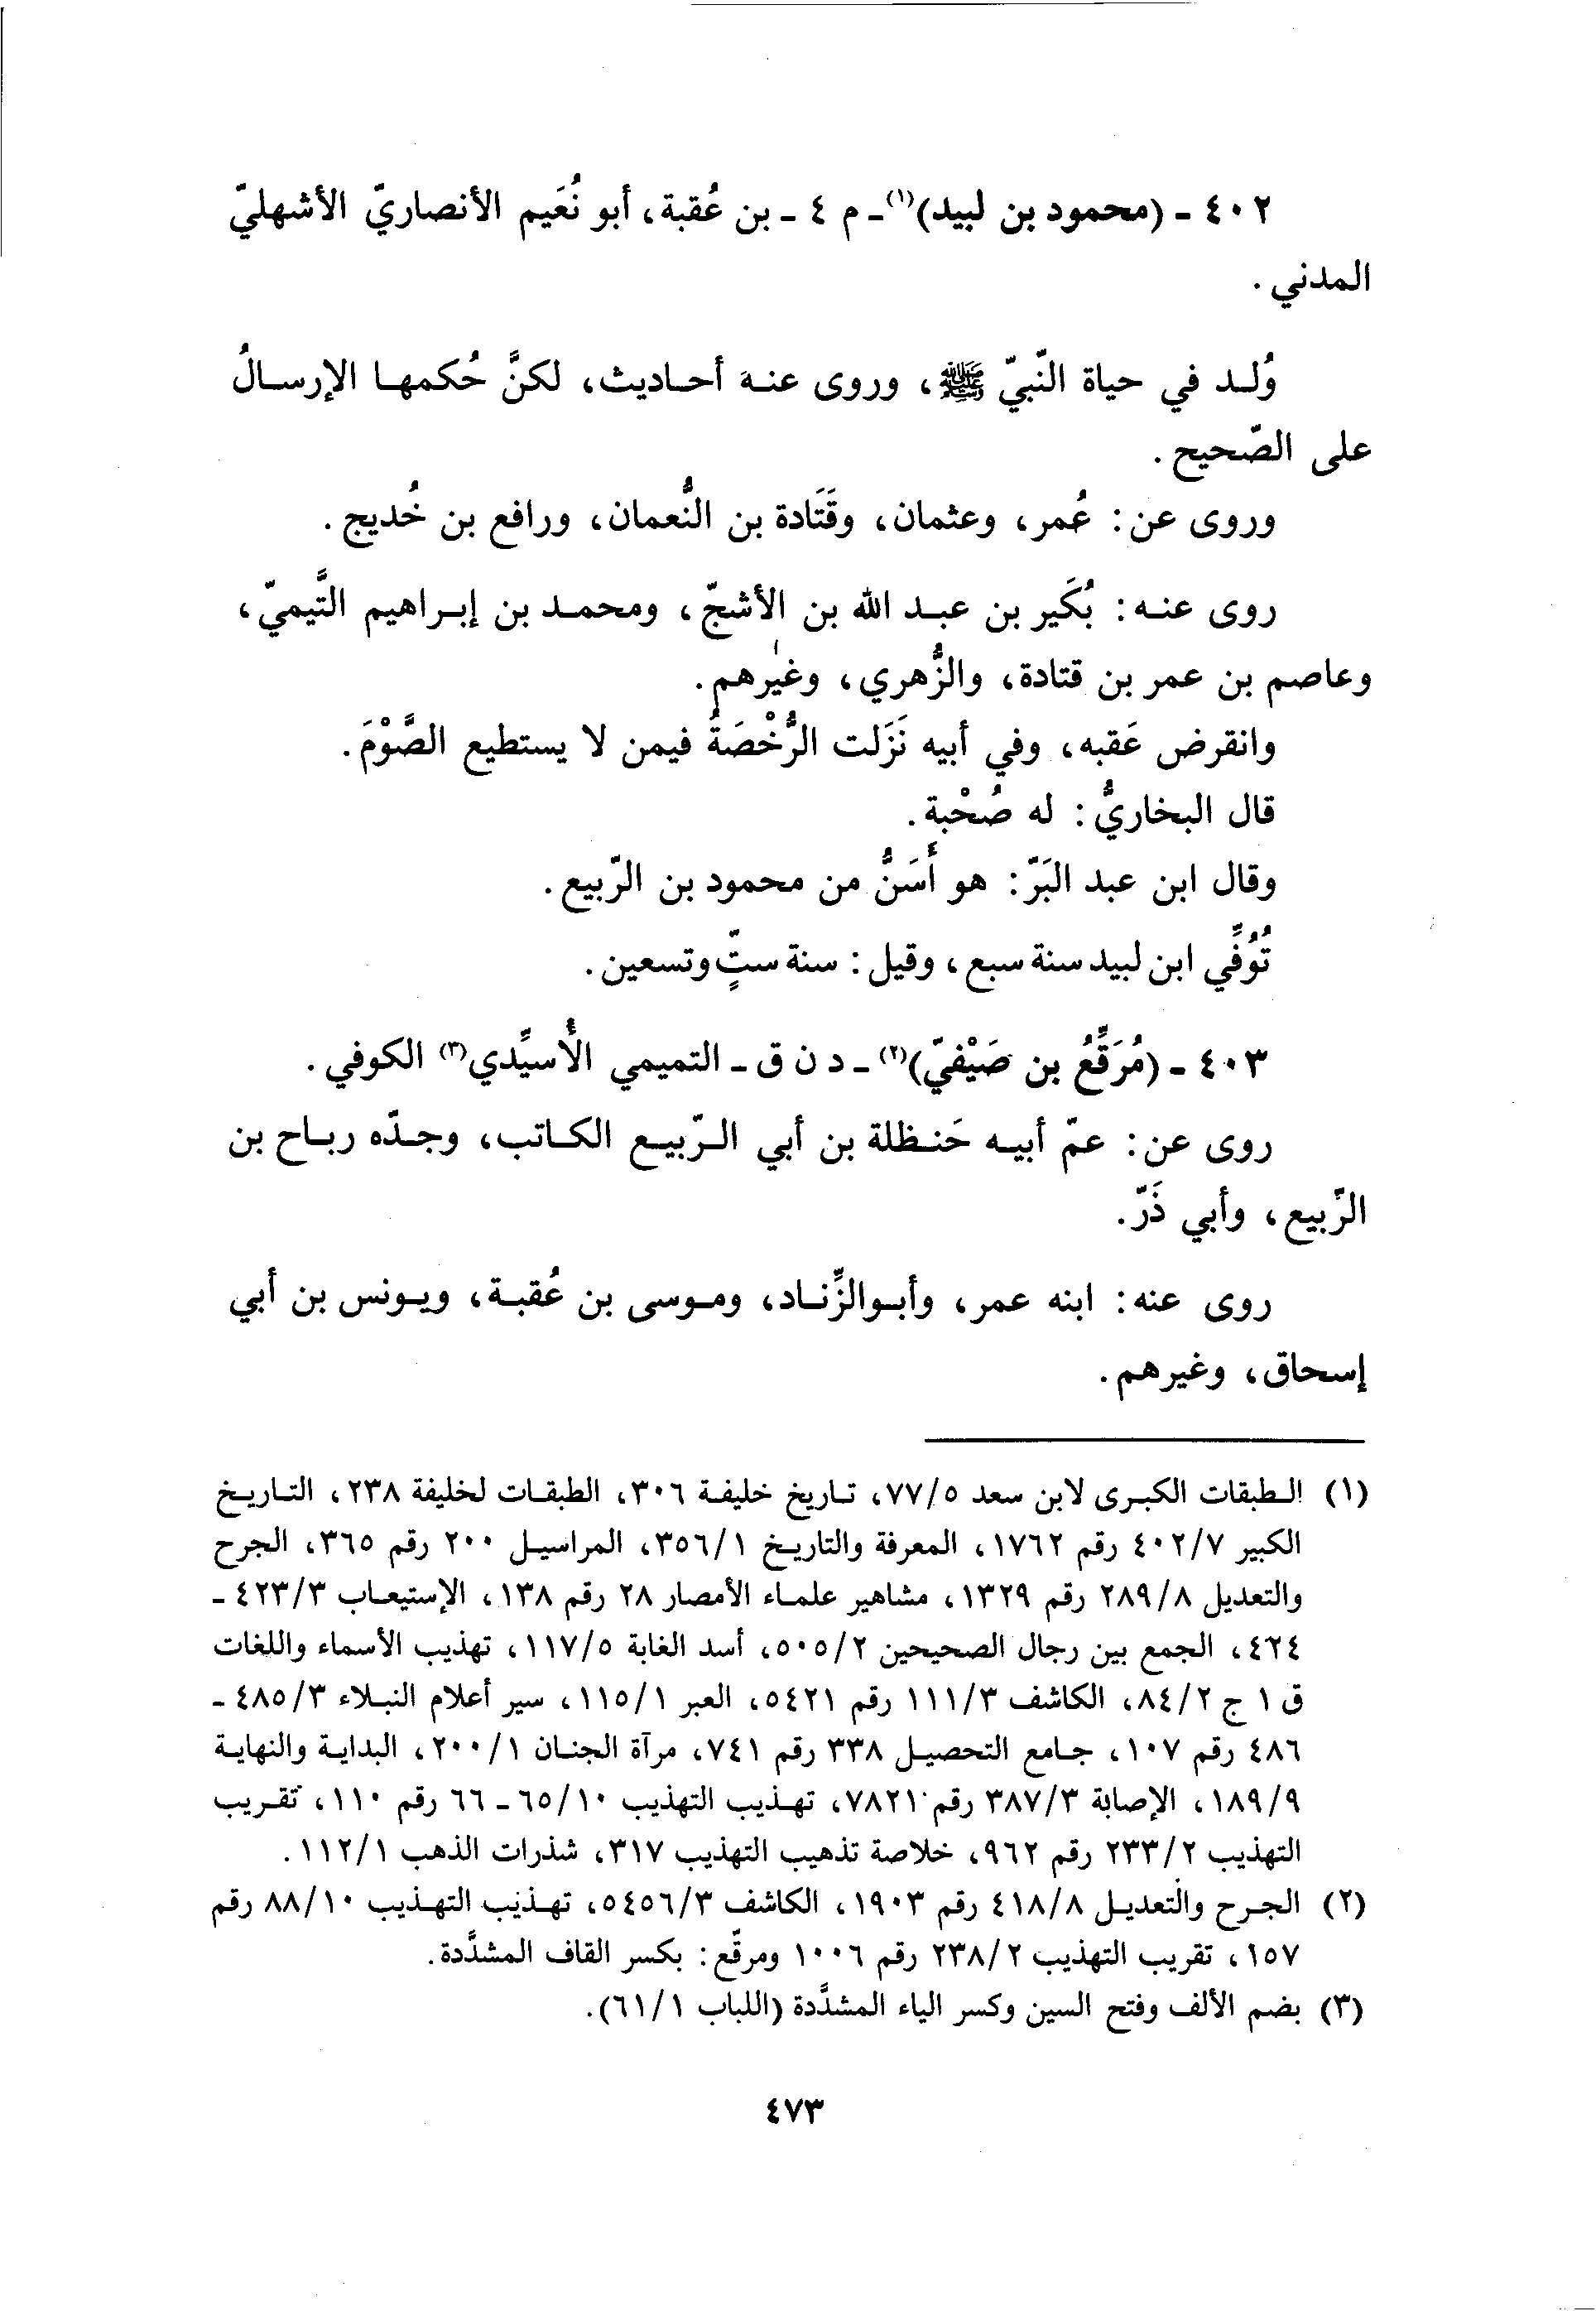 ٤٠٢ - (محمود بن لبيد)(١) - م ٤ - بن عُقبة، أبو نُعَيم الأنصاريّ الأشهليّ
المدني.
وُلد في حياة النّبيّ ﷺ، وروى عنه أحاديث، لكنَّ حُكمها الإرسالُ
على الصّحيح.
وروى عن: عُمر، وعثمان، وقَتَادة بن النُّعمان، ورافع بن خُديج.
روى عنه: بُكَير بن عبد الله بن الأشجّ، ومحمد بن إبراهيم التَّيميّ،
وعاصم بن عمر بن قتادة، والزُّهري، وغيرهم.
وانقرض عَقبه، وفي أبيه نَزَلت الرُّخْصَةُ فيمن لا يستطيع الصَّوْمَ.
قال البخاريُّ: له صُحْبة.
وقال ابن عبد البَرّ: هو أَسَنُّ من محمود بن الرّبيع.
تُوُفِّي ابن لبيد سنة سبع، وقيل: سنة ستٍّ وتسعين.
٤٠٣ - (مُرَقِّعُ بن صَيْفيّ)(٢) - د ن ق - التميمي الأُسيِّدي(٣) الكوفي.
روى عن: عمّ أبيه حَنظلة بن أبي الرّبيع الكاتب، وجدّه رباح بن
الرّبيع، وأبي ذَرّ.
روى عنه: ابنه عمر، وأبوالزِّناد، وموسى بن عُقبة، ويونس بن أبي
إسحاق، وغيرهم.
(١) الطبقات الكبرى لابن سعد ٥/٧٧، تاريخ خليفة ٣٠٦، الطبقات لخليفة ٢٣٨، التاريخ
الكبير ٤٠٢/٧ رقم ١٧٦٢، المعرفة والتاريخ ٣٥٦/١، المراسيل ٢٠٠ رقم ٣٦٥، الجرح
والتعديل ٢٨٩/٨ رقم ١٣٢٩، مشاهير علماء الأمصار ٢٨ رقم ١٣٨، الإستيعاب ٤٢٣/٣ -
٤٢٤، الجمع بين رجال الصحيحين ٥٠٥/٢، أسد الغابة ١١٧/٥، تهذيب الأسماء واللغات
ق ١ ج ٨٤/٢، الكاشف ١١١/٣ رقم ٥٤٢١، العبر ١١٥/١، سير أعلام النبلاء ٤٨٥/٣ -
٤٨٦ رقم ١٠٧، جامع التحصيل ٣٣٨ رقم ٧٤١، مرآة الجنان ٢٠٠/١، البداية والنهاية
١٨٩/٩، الإصابة ٣٨٧/٣ رقم ٧٨٢١، تهذيب التهذيب ٦٥/١٠ - ٦٦ رقم ١١٠، تقريب
التهذيب ٢٣٣/٢ رقم ٩٦٢، خلاصة تذهيب التهذيب ٣١٧، شذرات الذهب ١١٢/١.
(٢) الجرح والتعديل ٤١٨/٨ رقم ١٩٠٣، الكاشف ٥٤٥٦/٣، تهذيب التهذيب ٨٨/١٠ رقم
١٥٧، تقريب التهذيب ٢٣٨/٢ رقم ١٠٠٦ ومرقّع: بكسر القاف المشدَّدة.
(٣) بضم الألف وفتح السين وكسر الياء المشدَّدة (اللباب ٦١/١).
٤٧٣